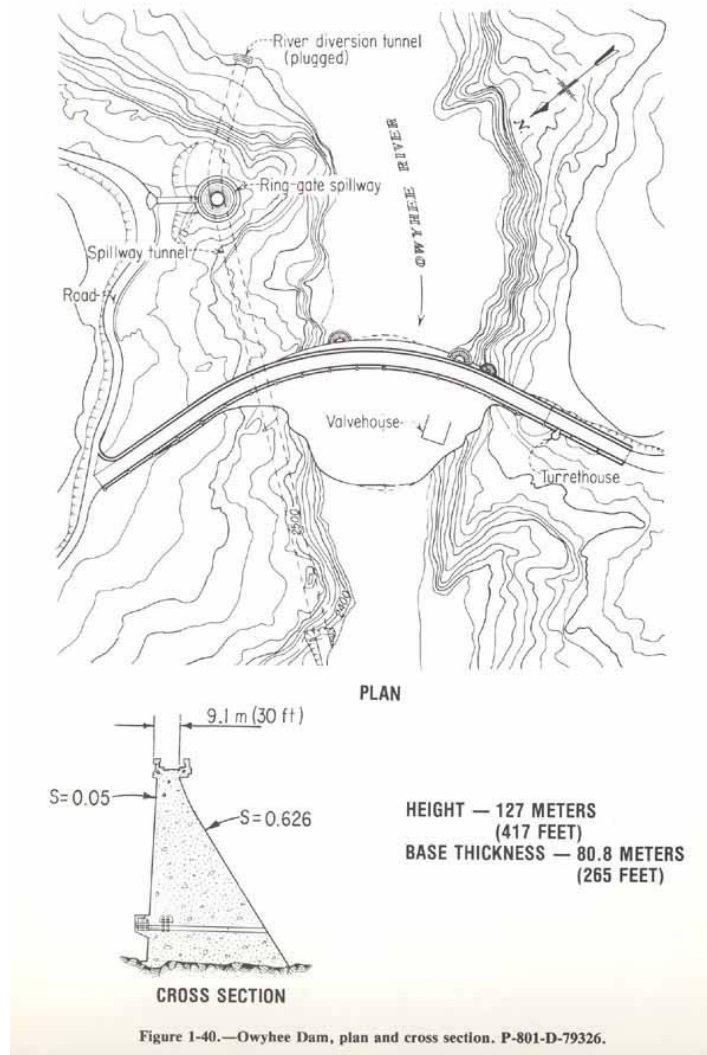 River diversion tunnel
(plugged)
N
OWYHEE RIVER
Ring-gate spillway
Spillway tunnel
Road
Valvehouse
Turrethouse
2400
PLAN
9.1 m (30 ft)
S=0.05
S=0.626
HEIGHT — 127 METERS
(417 FEET)
BASE THICKNESS — 80.8 METERS
(265 FEET)
CROSS SECTION
Figure 1-40.—Owyhee Dam, plan and cross section. P-801-D-79326.